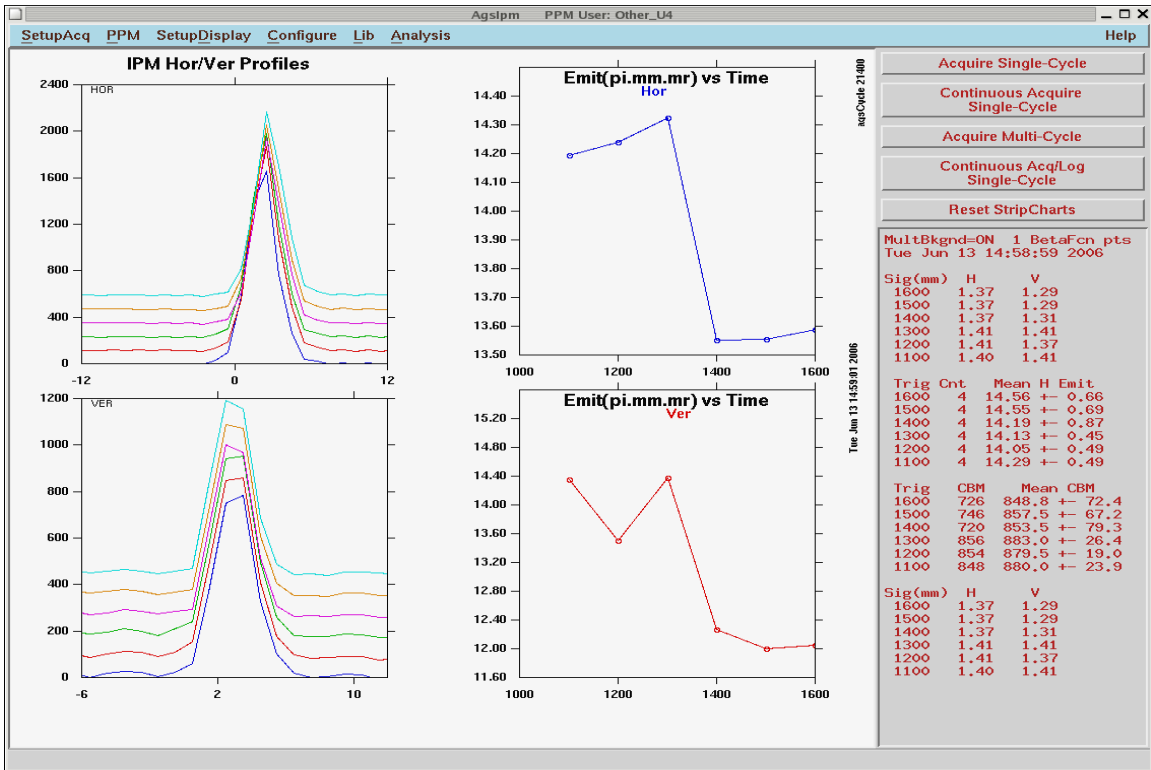 AgsIpm PPM User: Other_U4
SetupAcq PPM SetupDisplay Configure Lib Analysis Help
IPM Hor/Ver Profiles
HOR
2400
2000
1600
1200
800
400
0
-12 0 12
VER
1200
1000
800
600
400
200
0
-6 2 10
Emit(pi.mm.mr) vs Time
Hor
14.40
14.30
14.20
14.10
14.00
13.90
13.80
13.70
13.60
13.50
1000 1200 1400 1600
Emit(pi.mm.mr) vs Time
Ver
15.20
14.80
14.40
14.00
13.60
13.20
12.80
12.40
12.00
11.60
1000 1200 1400 1600
agsCycle 21400
Tue Jun 13 14:59:01 2006
Acquire Single-Cycle
Continuous Acquire
Single-Cycle
Acquire Multi-Cycle
Continuous Acq/Log
Single-Cycle
Reset StripCharts
MultBkgnd=ON 1 BetaFcn pts
Tue Jun 13 14:58:59 2006
Sig(mm) H V
1600 1.37 1.29
1500 1.37 1.29
1400 1.37 1.31
1300 1.41 1.41
1200 1.41 1.37
1100 1.40 1.41
Trig Cnt Mean H Emit
1600 4 14.56 +- 0.66
1500 4 14.55 +- 0.69
1400 4 14.19 +- 0.87
1300 4 14.13 +- 0.45
1200 4 14.05 +- 0.49
1100 4 14.29 +- 0.49
Trig CBM Mean CBM
1600 726 848.8 +- 72.4
1500 746 857.5 +- 67.2
1400 720 853.5 +- 79.3
1300 856 883.0 +- 26.4
1200 854 879.5 +- 19.0
1100 848 880.0 +- 23.9
Sig(mm) H V
1600 1.37 1.29
1500 1.37 1.29
1400 1.37 1.31
1300 1.41 1.41
1200 1.41 1.37
1100 1.40 1.41